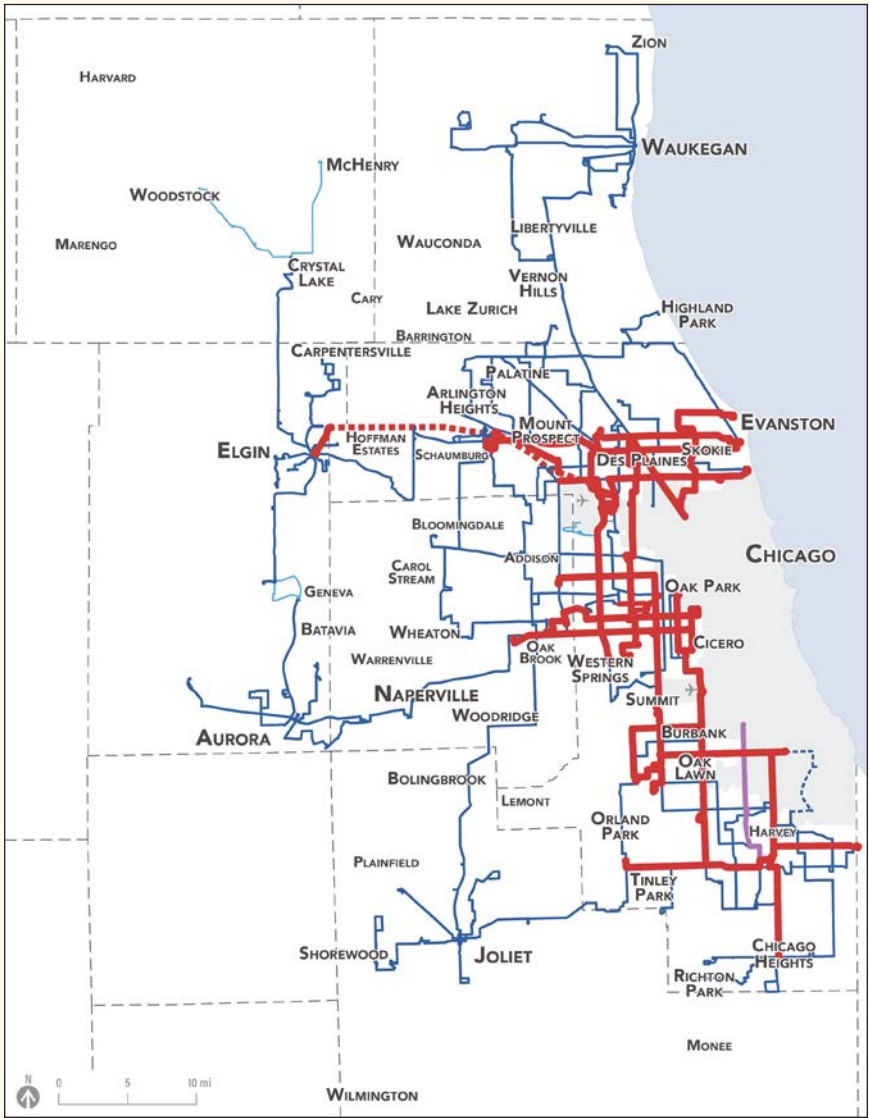 ZION
HARVARD
WAUKEGAN
MCHENRY
WOODSTOCK
LIBERTYVILLE
MARENGO
WAUCONDA
CRYSTAL
LAKE
VERNON
HILLS
CARY
LAKE ZURICH
HIGHLAND
PARK
BARRINGTON
CARPENTERSVILLE
PALATINE
ARLINGTON
HEIGHTS
MOUNT
PROSPECT
EVANSTON
ELGIN
HOFFMAN
ESTATES
SCHAUMBURG
SKOKIE
DES PLAINES
BLOOMINGDALE
CHICAGO
ADDISON
CAROL
STREAM
OAK PARK
GENEVA
BATAVIA
WHEATON
CICERO
OAK
BROOK
WESTERN
SPRINGS
WARRENVILLE
NAPERVILLE
SUMMIT
WOODRIDGE
AURORA
BURBANK
OAK
LAWN
BOLINGBROOK
LEMONT
ORLAND
PARK
HARVEY
PLAINFIELD
TINLEY
PARK
SHOREWOOD
JOLIET
CHICAGO
HEIGHTS
RICHTON
PARK
MONEE
N
0 5 10 mi
WILMINGTON